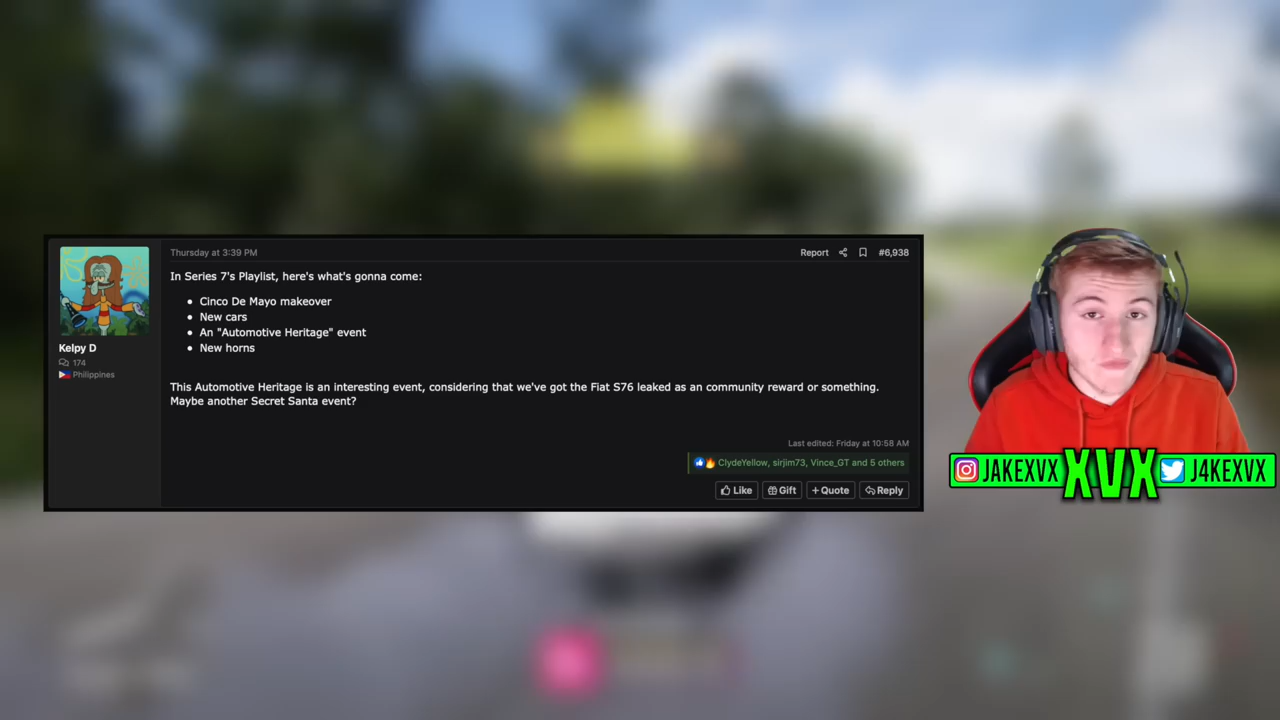 Thursday at 3:39 PM
Report
#6,938
In Series 7's Playlist, here's what's gonna come:
Cinco De Mayo makeover
New cars
An "Automotive Heritage" event
New horns
Kelpy D
174
Philippines
This Automotive Heritage is an interesting event, considering that we've got the Fiat S76 leaked as an community reward or something.
Maybe another Secret Santa event?
Last edited: Friday at 10:58 AM
ClydeYellow, sirjim73, Vince_GT and 5 others
Like
Gift
+Quote
Reply
JAKEXVX
XVX
J4KEXVX